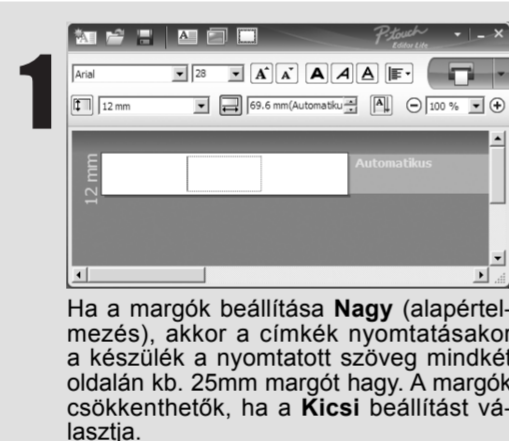 1
P-touch
Editor Lite
Arial 28
12 mm 69.6 mm(Automatiku 100 %
12 mm
Automatikus
Ha a margók beállítása Nagy (alapértel-
mezés), akkor a címkék nyomtatásakor
a készülék a nyomtatott szöveg mindkét
oldalán kb. 25mm margót hagy. A margók
csökkenthetők, ha a Kicsi beállítást vá-
lasztja.